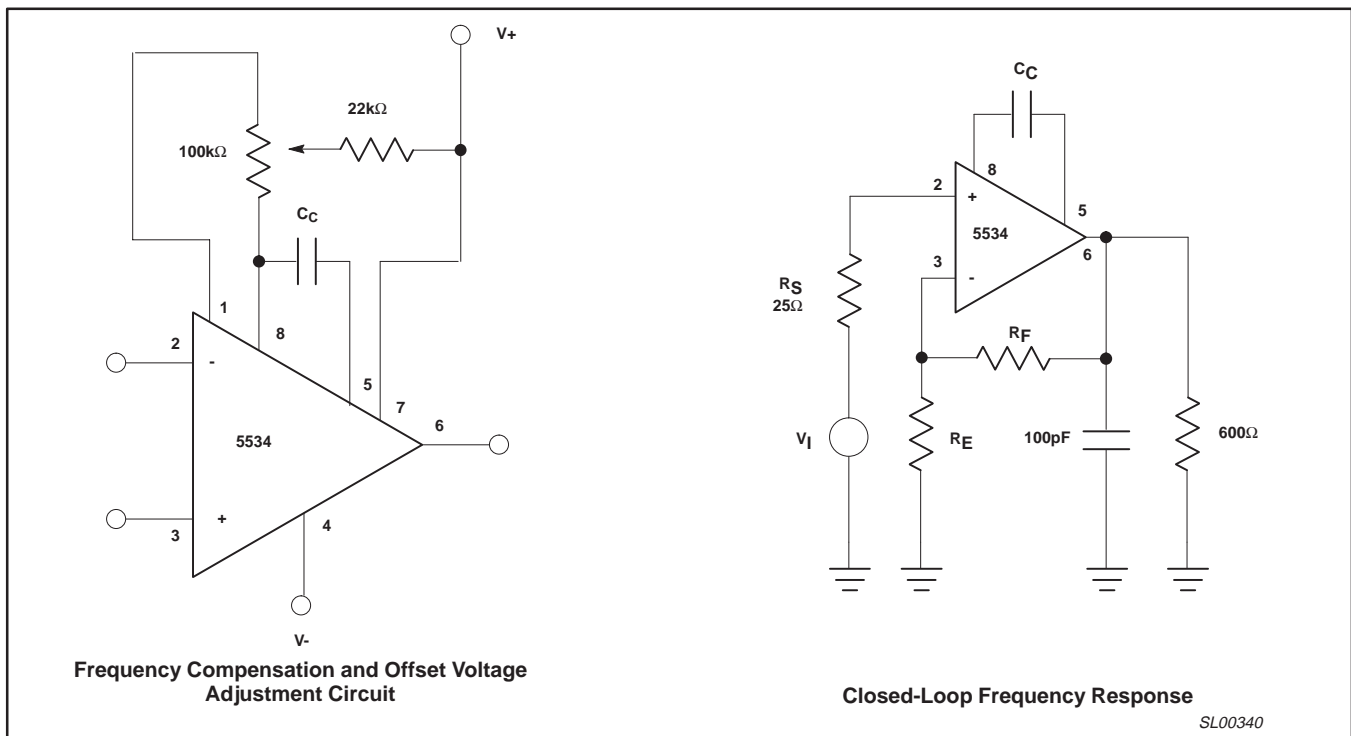 V+
22kΩ
100kΩ
CC
1
8
2
-
5
7
6
5534
+
3
4
V-
Frequency Compensation and Offset Voltage
Adjustment Circuit
CC
8
2
+
5
5534
6
3
-
RS
25Ω
RF
VI
RE
100pF
600Ω
Closed-Loop Frequency Response
SL00340